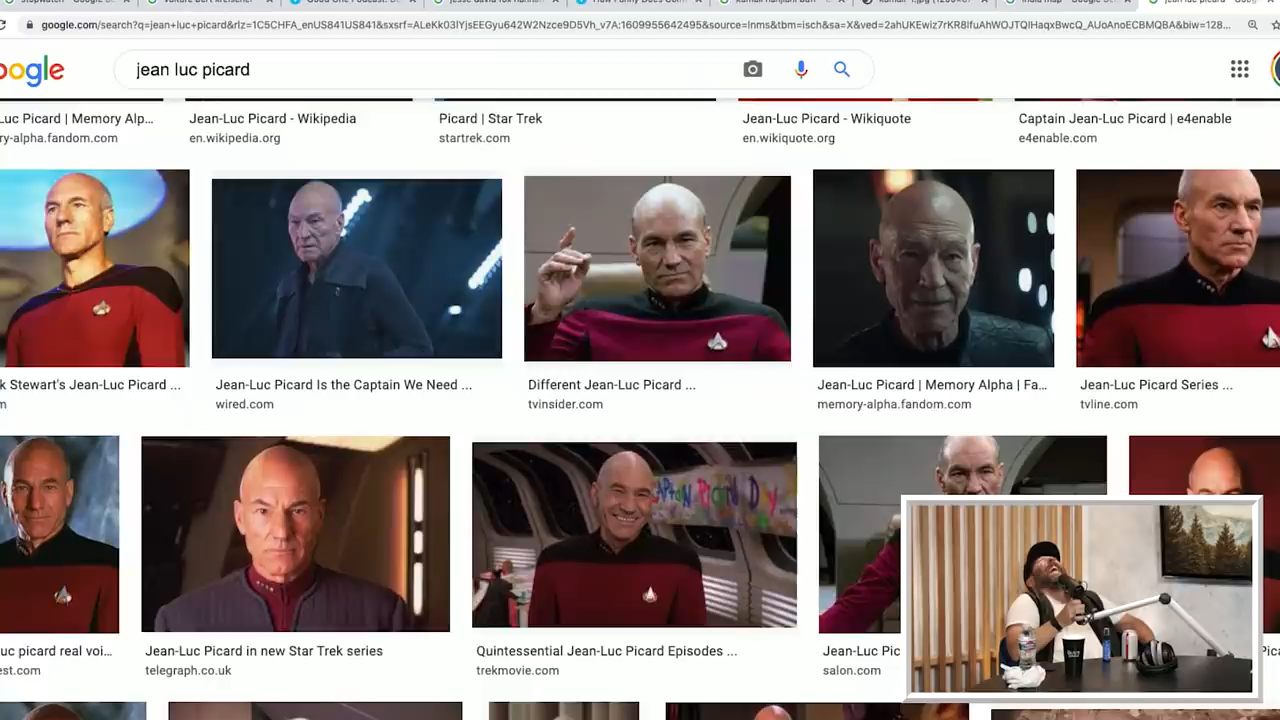 google.com/search?q=jean+luc+picard&rlz=1C5CHFA_enUS841US841&sxsrf=ALeKk03lYjsEEGyu642W2Nzce9D5Vh_v7A:1609955642495&source=lnms&tbm=isch&sa=X&ved=2ahUKEwiz7rKR8lfuAhWOJTQIHaqxBwcQ_AUoAnoECBMQBA&biw=128...
oogle
jean luc picard
Luc Picard | Memory Alp...
Jean-Luc Picard - Wikipedia
Picard | Star Trek
Jean-Luc Picard - Wikiquote
Captain Jean-Luc Picard | e4enable
ry-alpha.fandom.com
en.wikipedia.org
startrek.com
en.wikiquote.org
e4enable.com
k Stewart's Jean-Luc Picard ...
Jean-Luc Picard Is the Captain We Need ...
Different Jean-Luc Picard ...
Jean-Luc Picard | Memory Alpha | Fa...
Jean-Luc Picard Series ...
m
wired.com
tvinsider.com
memory-alpha.fandom.com
tvline.com
uc picard real voi...
Jean-Luc Picard in new Star Trek series
Quintessential Jean-Luc Picard Episodes ...
Jean-Luc Pic
est.com
telegraph.co.uk
trekmovie.com
salon.com